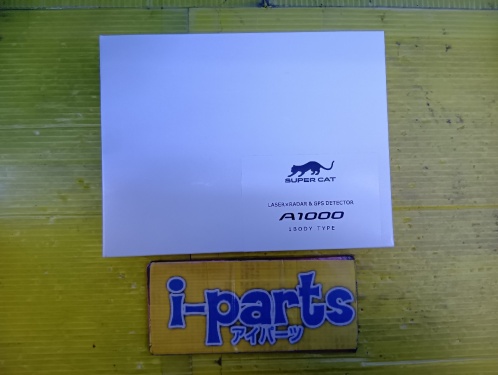 SUPER CAT
LASER×RADAR & GPS DETECTOR
A1000
1BODY TYPE
i-parts
アイパーツ